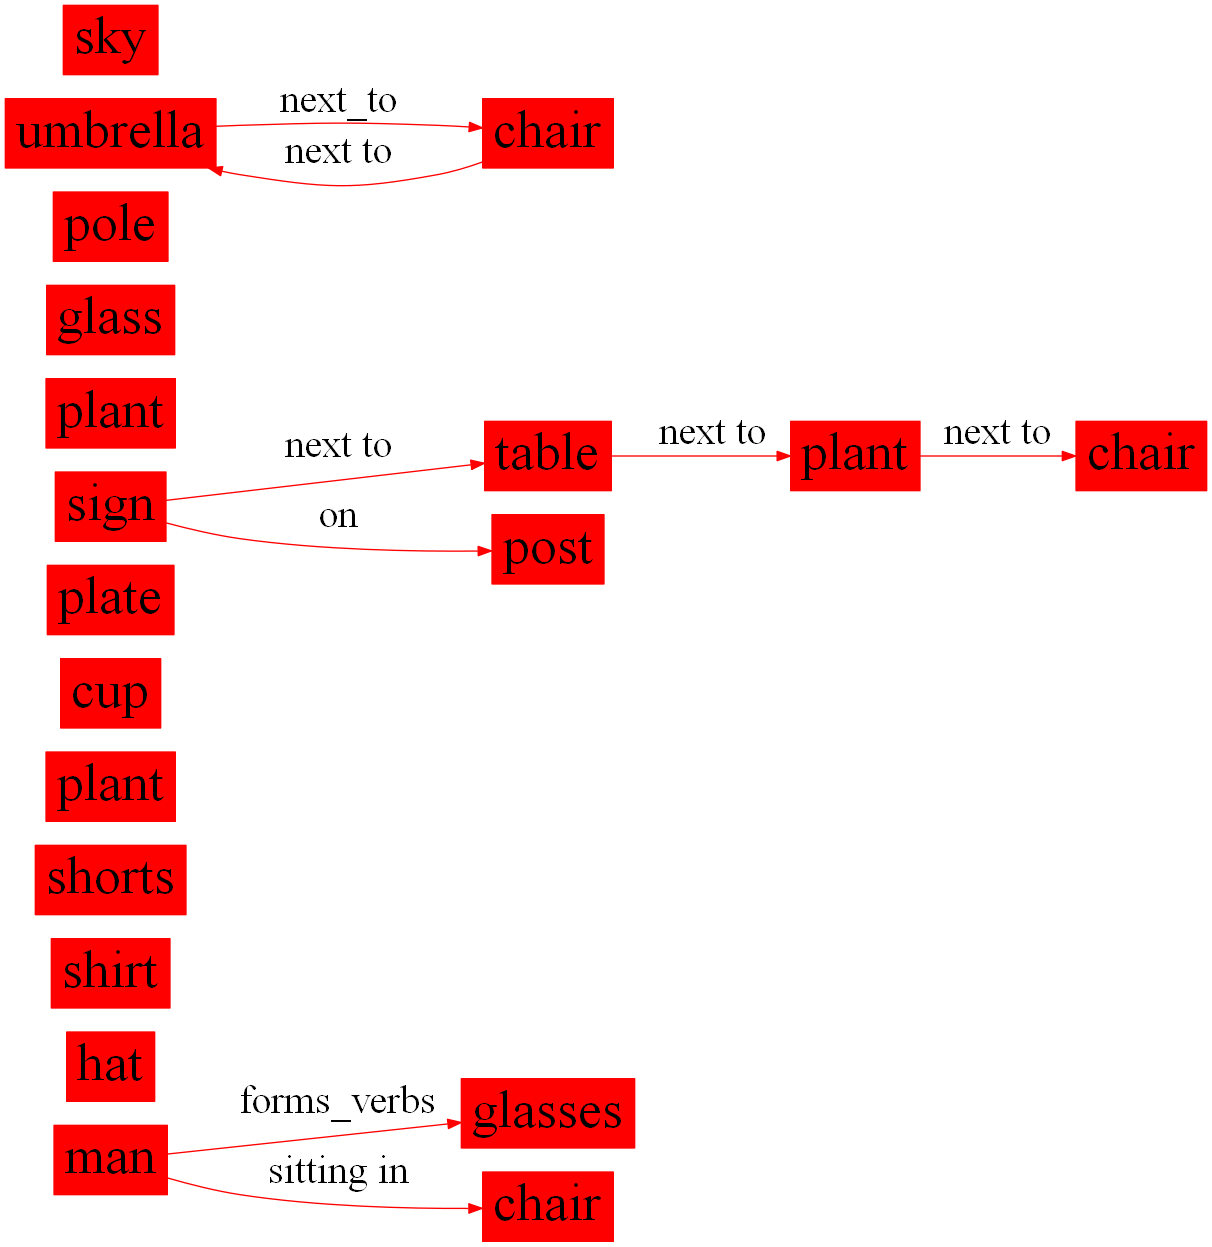 sky
umbrella
next_to
chair
next to
pole
glass
plant
sign
next to
table
next to
plant
next to
chair
on
post
plate
cup
plant
shorts
shirt
hat
man
forms_verbs
glasses
sitting in
chair